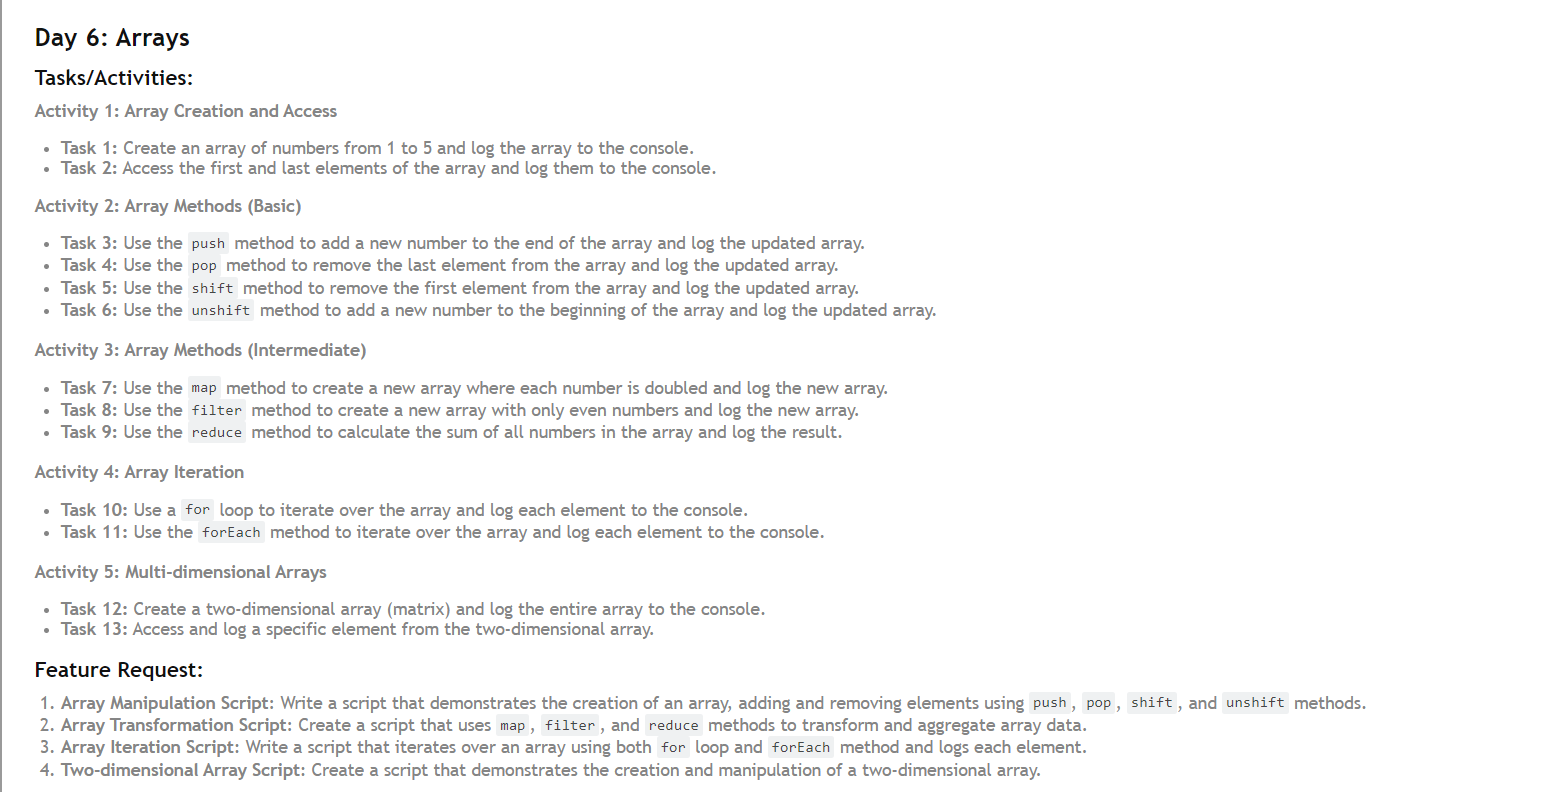 Day 6: Arrays
Tasks/Activities:
Activity 1: Array Creation and Access
• Task 1: Create an array of numbers from 1 to 5 and log the array to the console.
• Task 2: Access the first and last elements of the array and log them to the console.
Activity 2: Array Methods (Basic)
• Task 3: Use the push method to add a new number to the end of the array and log the updated array.
• Task 4: Use the pop method to remove the last element from the array and log the updated array.
• Task 5: Use the shift method to remove the first element from the array and log the updated array.
• Task 6: Use the unshift method to add a new number to the beginning of the array and log the updated array.
Activity 3: Array Methods (Intermediate)
• Task 7: Use the map method to create a new array where each number is doubled and log the new array.
• Task 8: Use the filter method to create a new array with only even numbers and log the new array.
• Task 9: Use the reduce method to calculate the sum of all numbers in the array and log the result.
Activity 4: Array Iteration
• Task 10: Use a for loop to iterate over the array and log each element to the console.
• Task 11: Use the forEach method to iterate over the array and log each element to the console.
Activity 5: Multi-dimensional Arrays
• Task 12: Create a two-dimensional array (matrix) and log the entire array to the console.
• Task 13: Access and log a specific element from the two-dimensional array.
Feature Request:
1. Array Manipulation Script: Write a script that demonstrates the creation of an array, adding and removing elements using push, pop, shift, and unshift methods.
2. Array Transformation Script: Create a script that uses map, filter, and reduce methods to transform and aggregate array data.
3. Array Iteration Script: Write a script that iterates over an array using both for loop and forEach method and logs each element.
4. Two-dimensional Array Script: Create a script that demonstrates the creation and manipulation of a two-dimensional array.